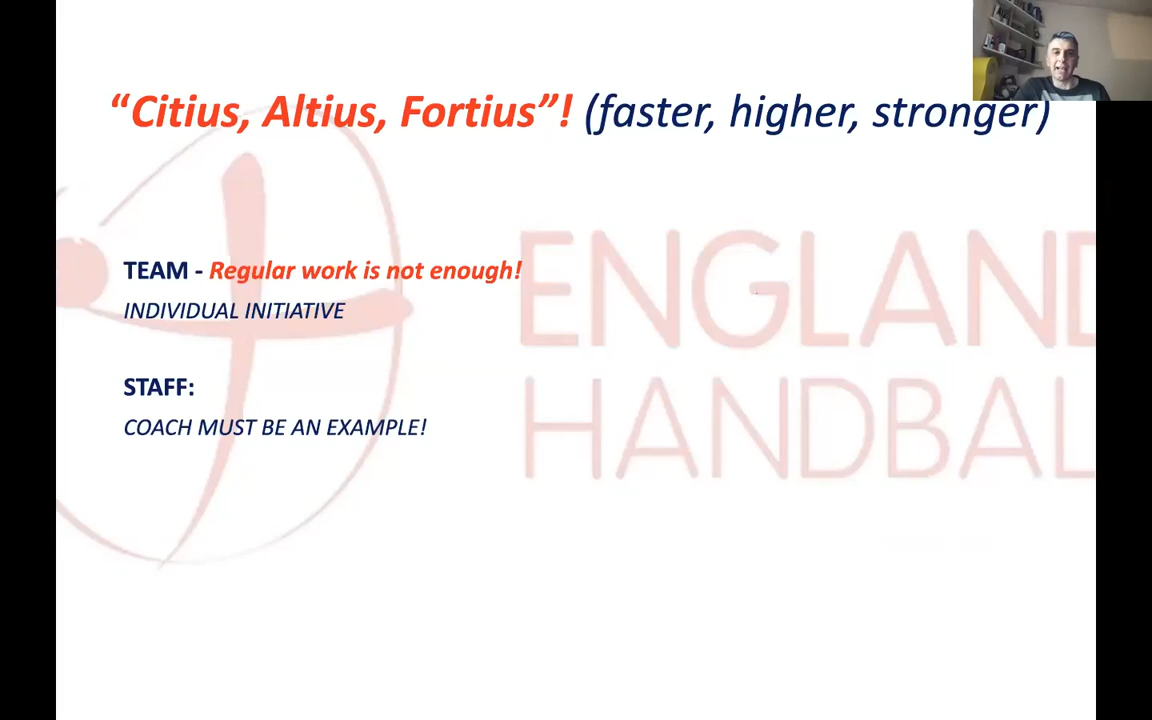 “Citius, Altius, Fortius”! (faster, higher, stronger)
TEAM - Regular work is not enough!
INDIVIDUAL INITIATIVE
STAFF:
COACH MUST BE AN EXAMPLE!
ENGLAND
HANDBAL